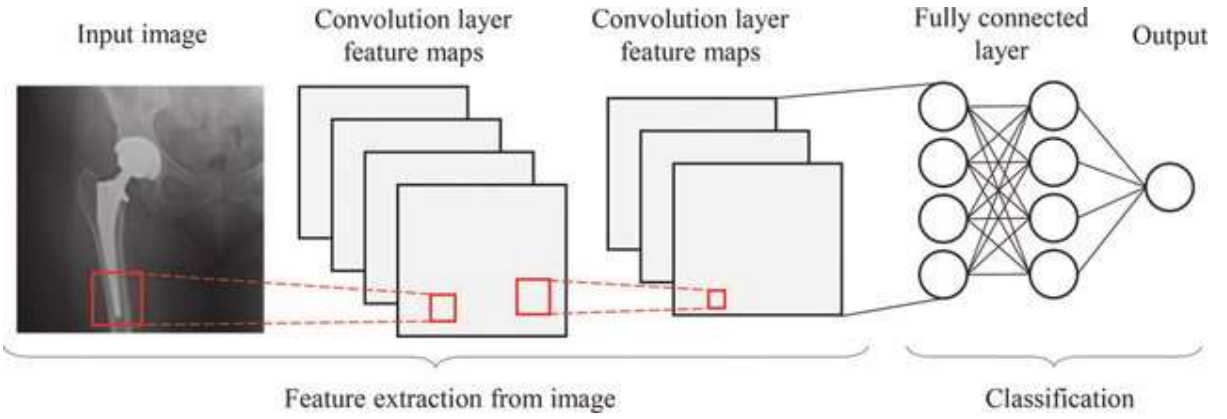 Input image
Convolution layer
feature maps
Convolution layer
feature maps
Fully connected
layer
Output
Feature extraction from image
Classification